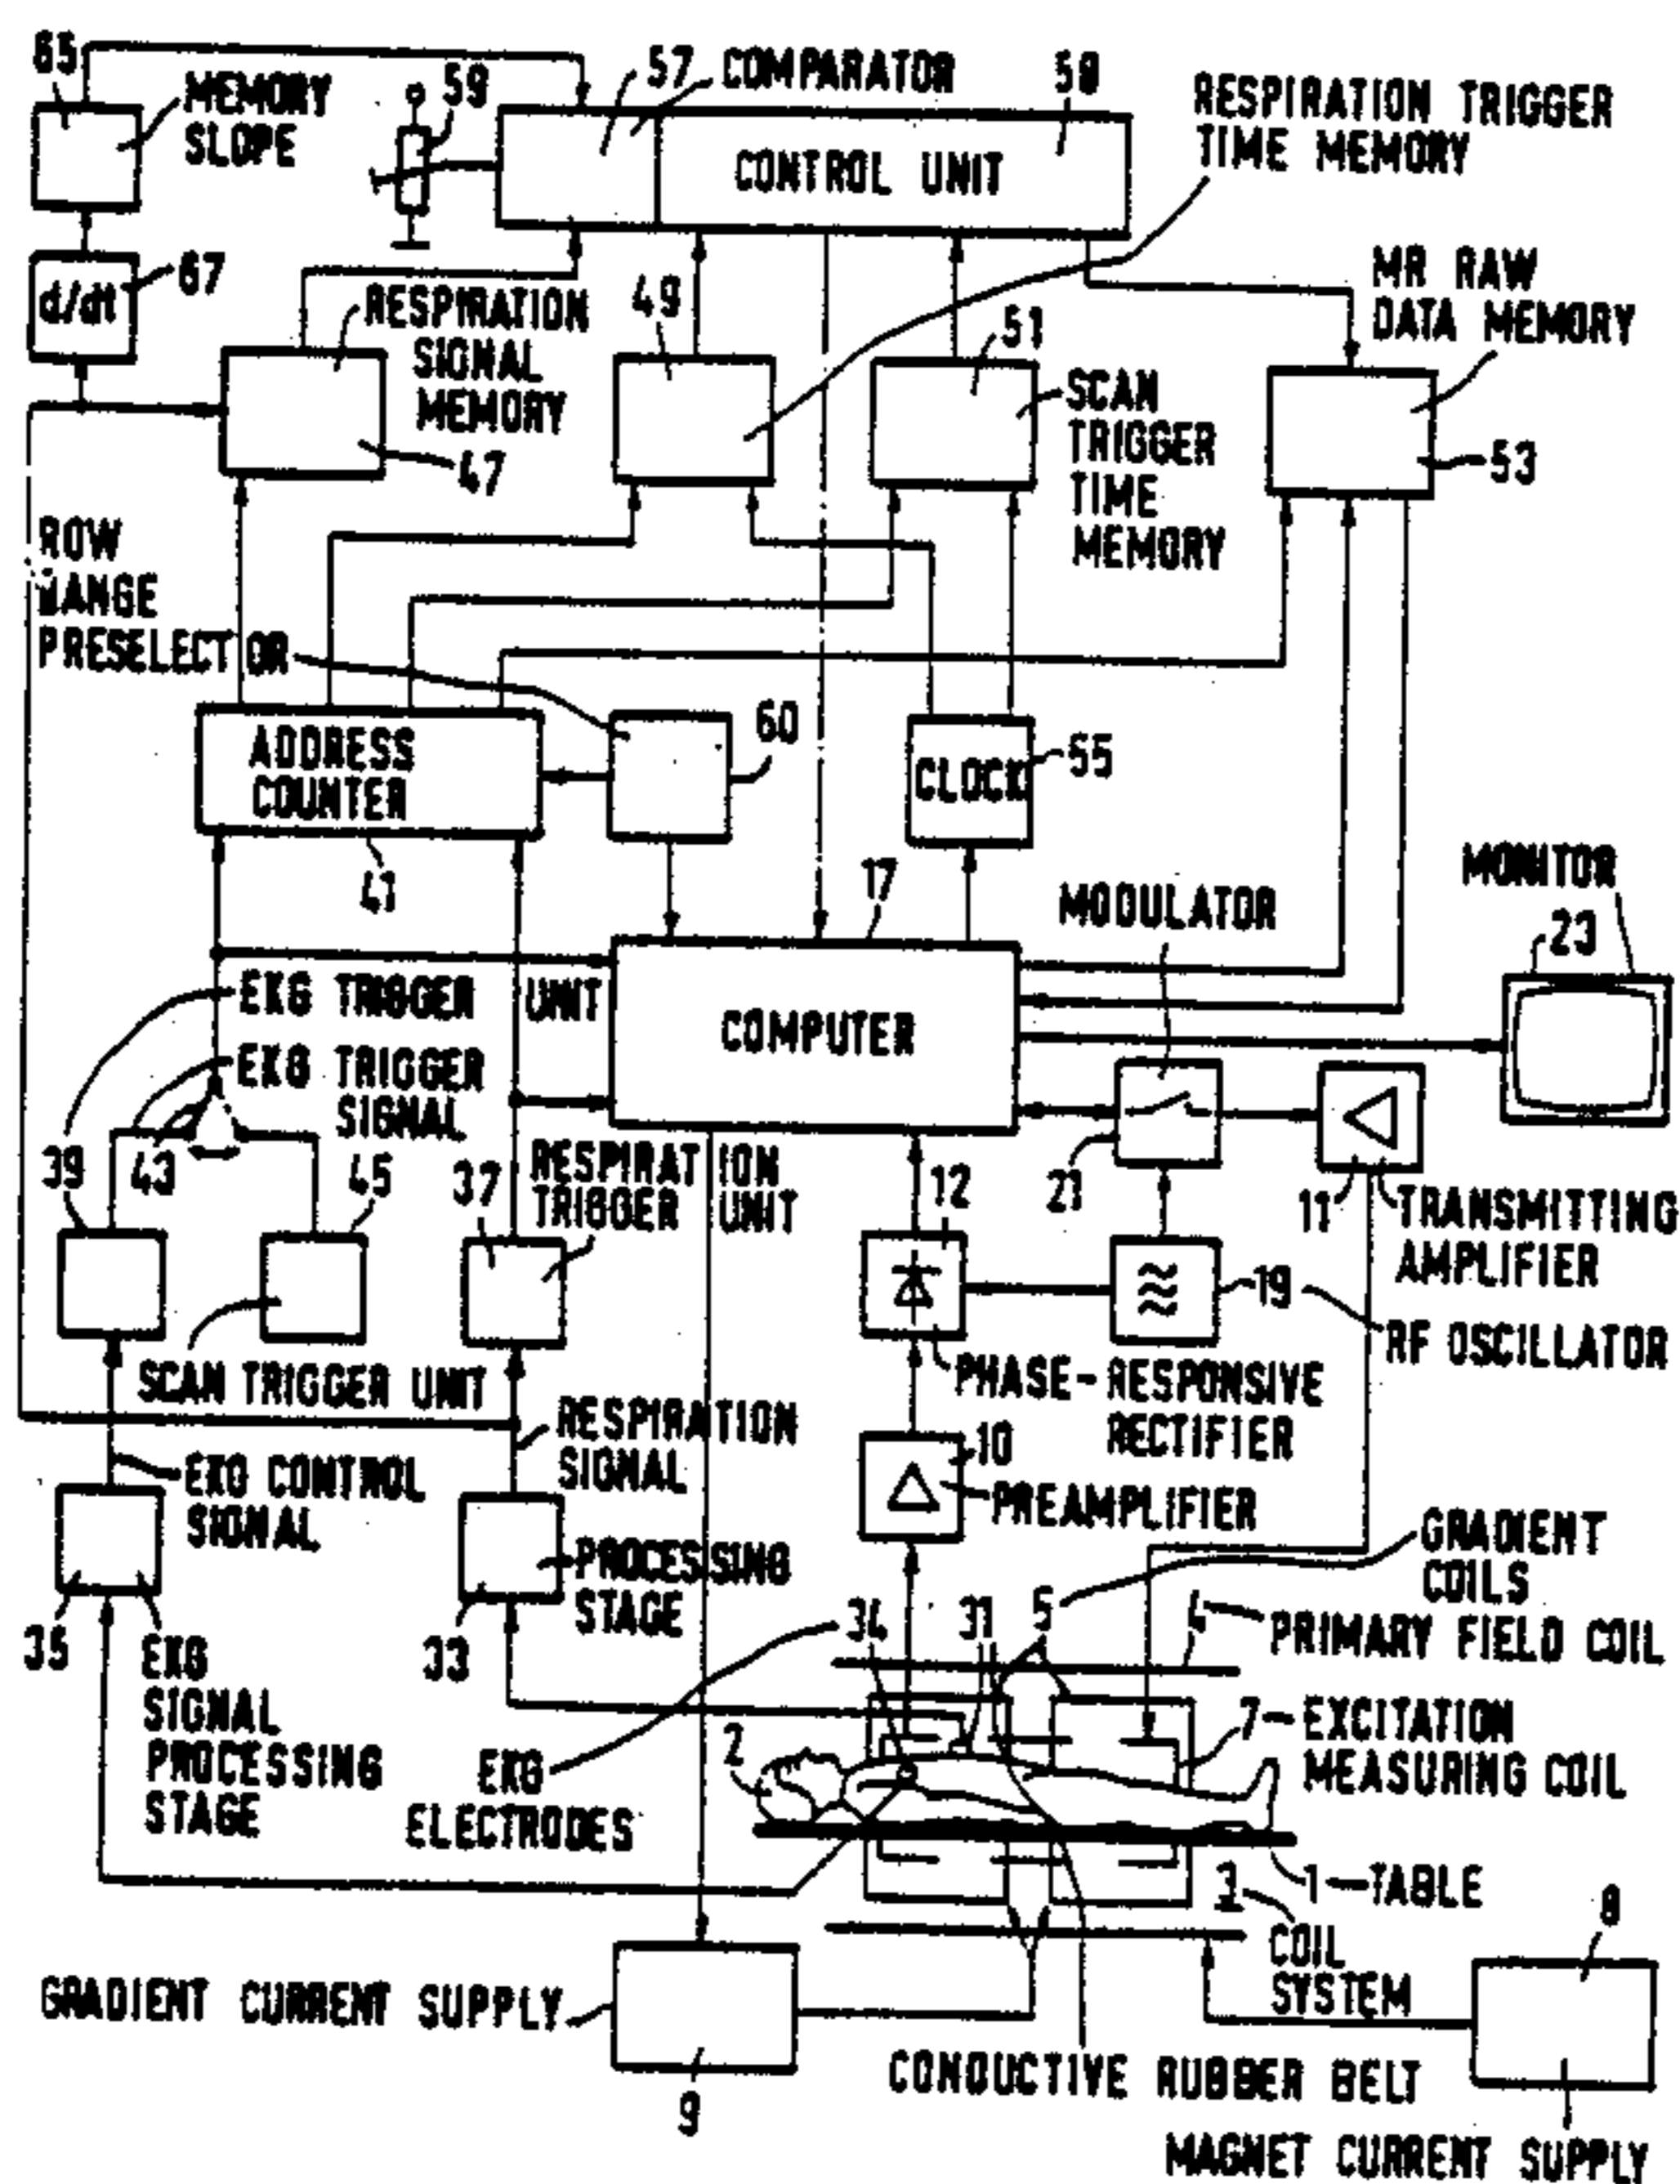 65
MEMORY
SLOPE
59
57
COMPARATOR
58
CONTROL UNIT
RESPIRATION TRIGGER
TIME MEMORY
d/dt
67
RESPIRATION
SIGNAL
MEMORY
47
49
51
SCAN
TRIGGER
TIME
MEMORY
MR RAW
DATA MEMORY
53
ROW
RANGE
PRESELECTOR
ADDRESS
COUNTER
41
60
CLOCK
55
17
COMPUTER
MODULATOR
MONITOR
23
EKG TRIGGER UNIT
EKG TRIGGER
SIGNAL
39
43
45
37
RESPIRATION
TRIGGER UNIT
12
21
11
TRANSMITTING
AMPLIFIER
19
RF OSCILLATOR
SCAN TRIGGER UNIT
PHASE-RESPONSIVE
RECTIFIER
RESPIRATION
SIGNAL
EKG CONTROL
SIGNAL
10
PREAMPLIFIER
PROCESSING
STAGE
GRADIENT
COILS
35
EKG
SIGNAL
PROCESSING
STAGE
33
34
31
5
4
PRIMARY FIELD COIL
2
EKG
ELECTRODES
7-EXCITATION
MEASURING COIL
1-TABLE
3
COIL
SYSTEM
8
GRADIENT CURRENT SUPPLY
9
CONDUCTIVE RUBBER BELT
MAGNET CURRENT SUPPLY